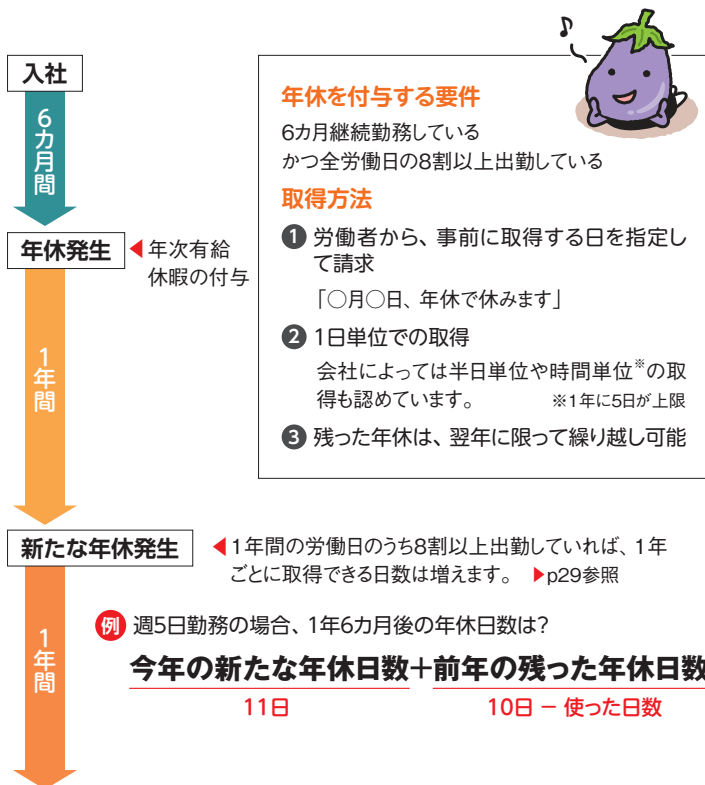 入社
6カ月間
年休発生
◀年次有給
休暇の付与
1年間
年休を付与する要件
6カ月継続勤務している
かつ全労働日の8割以上出勤している
取得方法
❶ 労働者から、事前に取得する日を指定し
て請求
「○月○日、年休で休みます」
❷ 1日単位での取得
会社によっては半日単位や時間単位※の取
得も認めています。 ※1年に5日が上限
❸ 残った年休は、翌年に限って繰り越し可能
新たな年休発生
◀1年間の労働日のうち8割以上出勤していれば、1年
ごとに取得できる日数は増えます。 ▶p29参照
1年間
例 週5日勤務の場合、1年6カ月後の年休日数は?
今年の新たな年休日数+前年の残った年休日数
11日 10日 − 使った日数